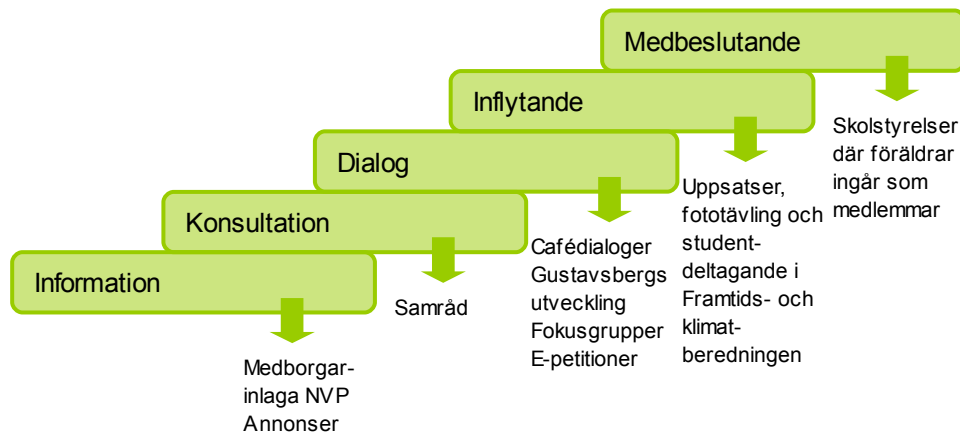 Medbeslutande
Skolstyrelser
där föräldrar
ingår som
medlemmar
Inflytande
Uppsatser,
fototävling och
student-
deltagande i
Framtids- och
klimat-
beredningen
Dialog
Cafédialoger
Gustavsbergs
utveckling
Fokusgrupper
E-petitioner
Konsultation
Samråd
Information
Medborgar-
inlaga NVP
Annonser